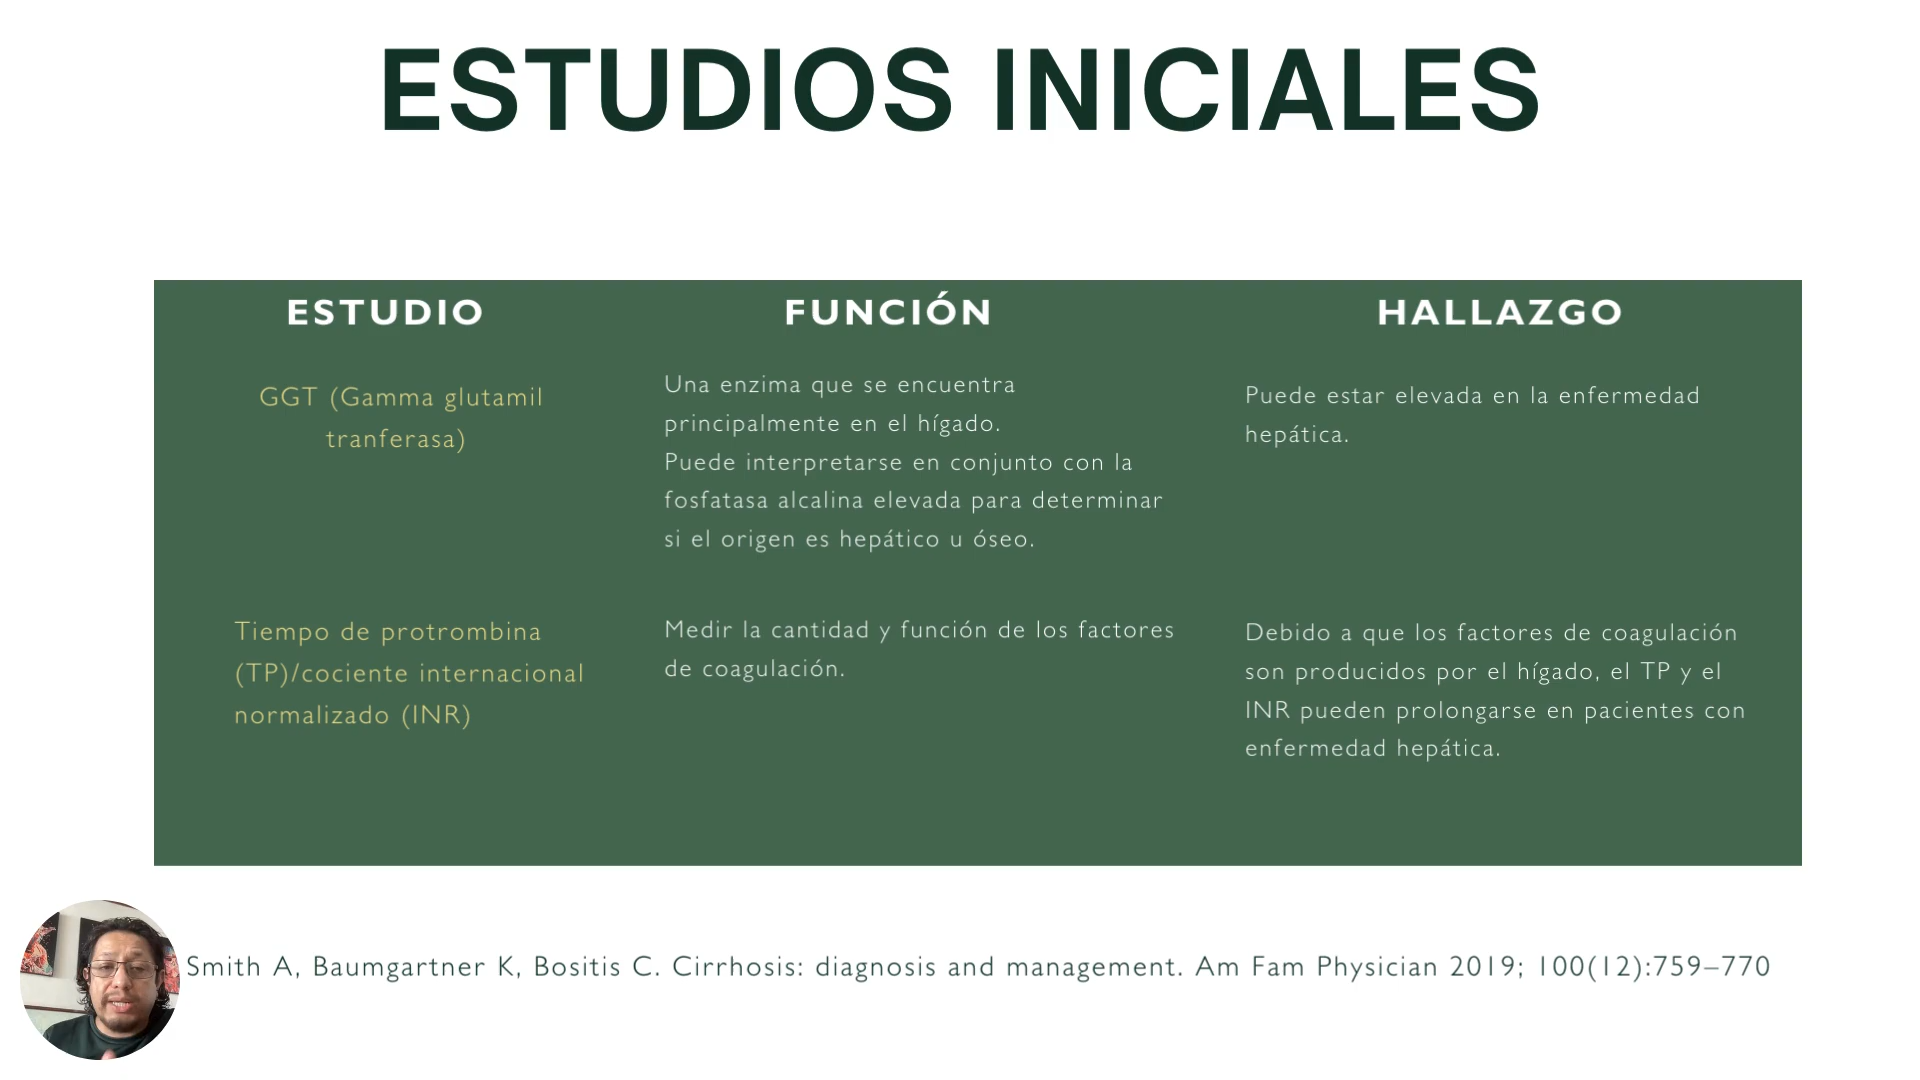 ESTUDIOS INICIALES
ESTUDIO
FUNCIÓN
HALLAZGO
GGT (Gamma glutamil
tranferasa)
Una enzima que se encuentra
principalmente en el hígado.
Puede interpretarse en conjunto con la
fosfatasa alcalina elevada para determinar
si el origen es hepático u óseo.
Puede estar elevada en la enfermedad
hepática.
Tiempo de protrombina
(TP)/cociente internacional
normalizado (INR)
Medir la cantidad y función de los factores
de coagulación.
Debido a que los factores de coagulación
son producidos por el hígado, el TP y el
INR pueden prolongarse en pacientes con
enfermedad hepática.
Smith A, Baumgartner K, Bositis C. Cirrhosis: diagnosis and management. Am Fam Physician 2019; 100(12):759–770